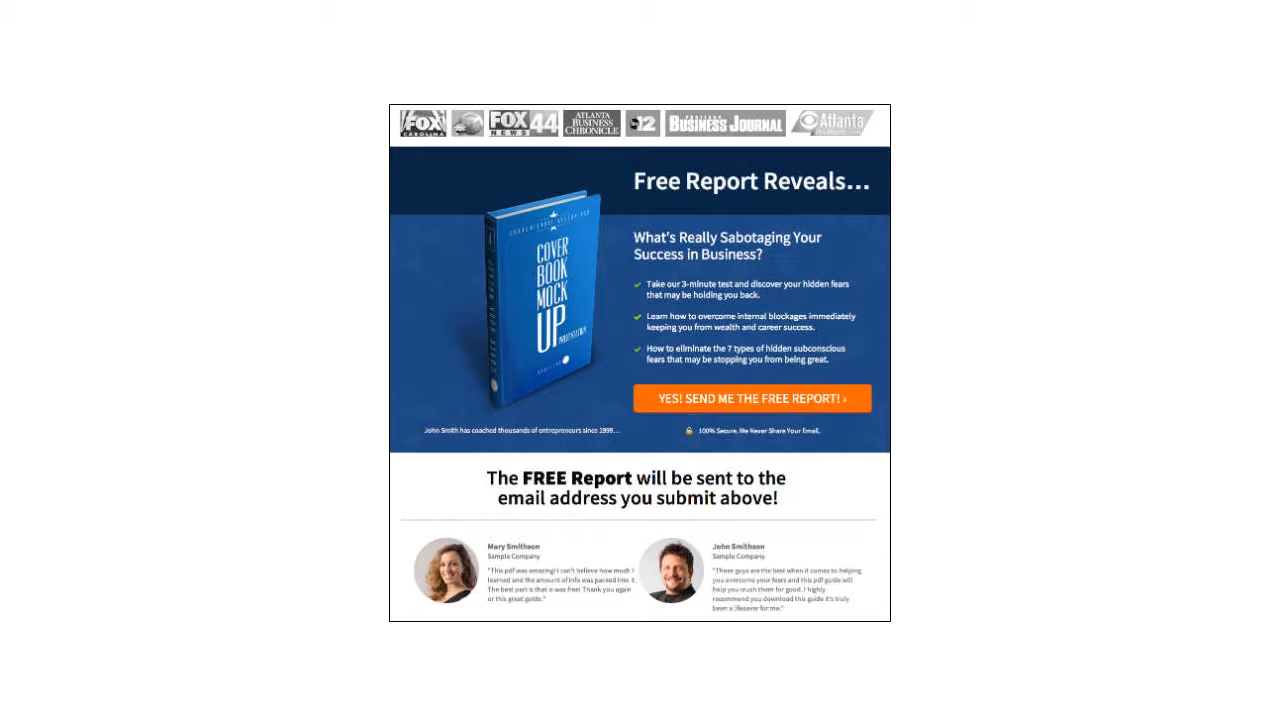 FOX
CAROLINA
FOX
NEWS
44
ATLANTA
BUSINESS
CHRONICLE
12
BUSINESS JOURNAL
Atlanta
Free Report Reveals...
What's Really Sabotaging Your
Success in Business?
Take our 3-minute test and discover your hidden fears
that may be holding you back.
Learn how to overcome internal blockages immediately
keeping you from wealth and career success.
How to eliminate the 7 types of hidden subconscious
fears that may be stopping you from being great.
YES! SEND ME THE FREE REPORT! ›
100% Secure. We Never Share Your Email.
COVER
BOOK
MOCK
UP
John Smith has coached thousands of entrepreneurs since 1999...
The FREE Report will be sent to the
email address you submit above!
Mary Smithson
Sample Company
"This pdf was amazing! I can't believe how much I
learned and the amount of info was packed into it.
The best part is that is was free! Thank you again
or this great guide."
John Smithson
Sample Company
"These guys are the best when it comes to helping
you overcome your fears and this pdf guide will
help you crush them for good. I highly
recommend you download this guide it's truly
been a lifesaver for me."